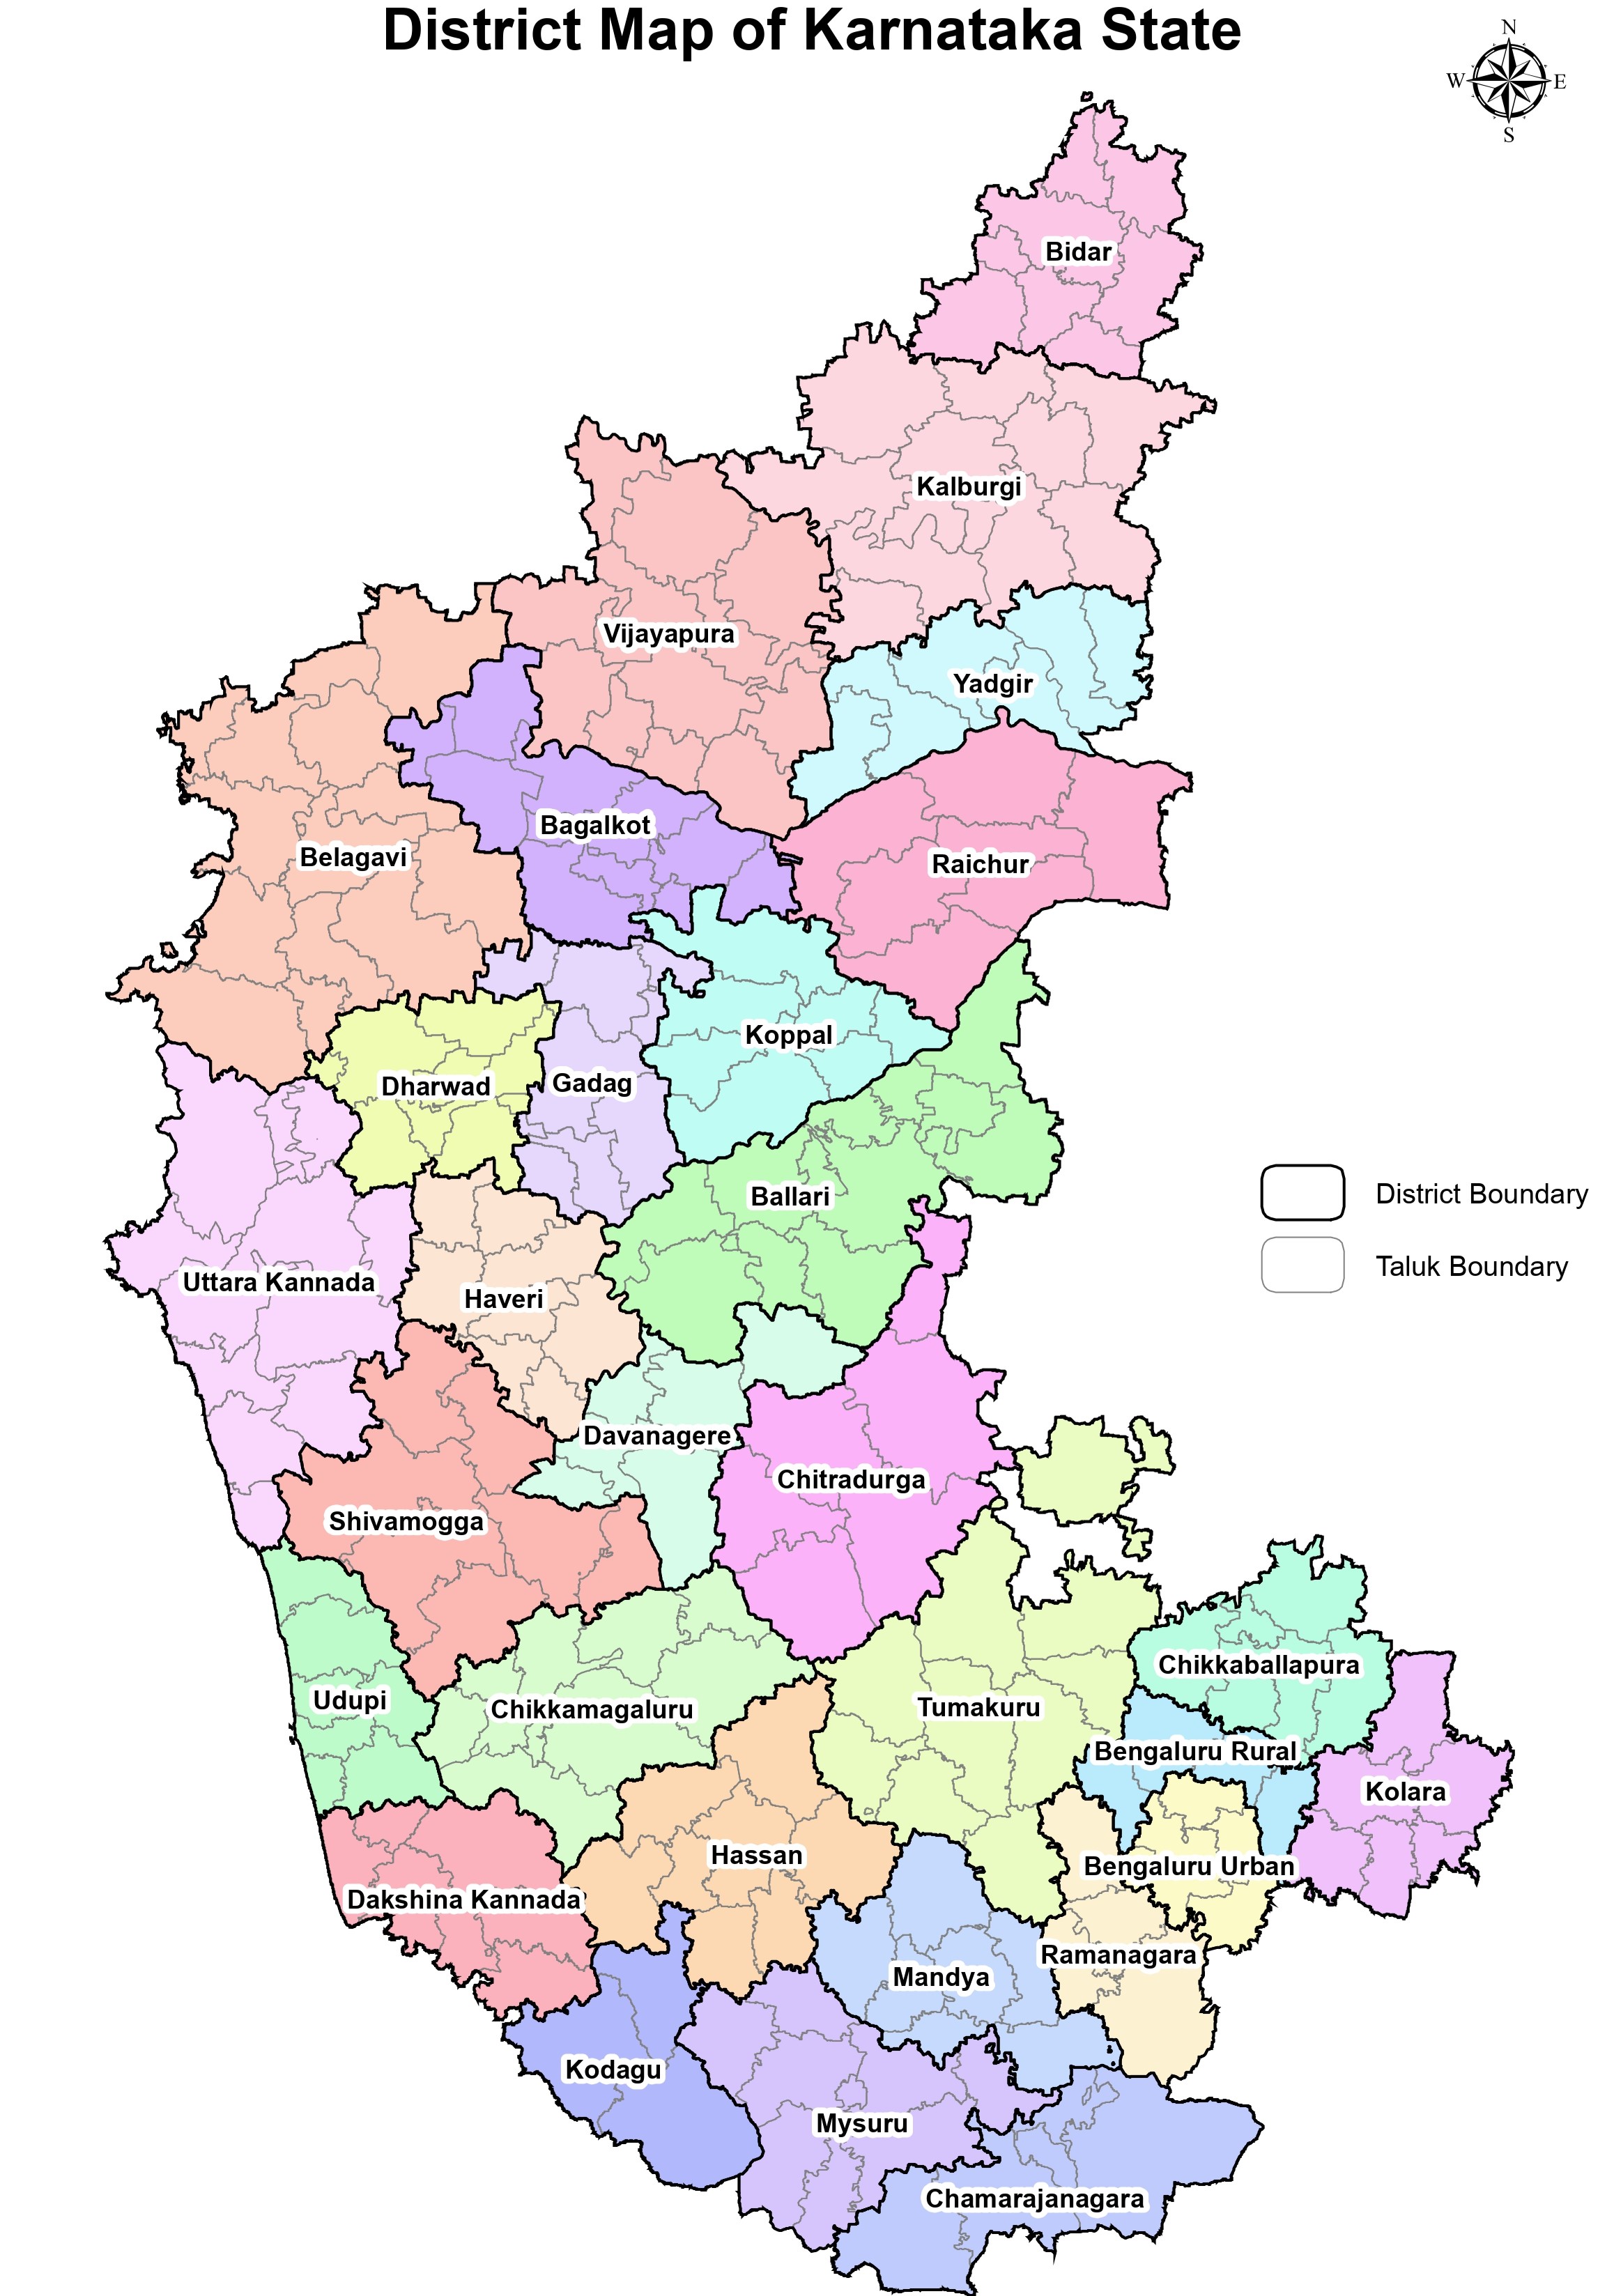 District Map of Karnataka State
N
W
E
S
Bidar
Kalburgi
Vijayapura
Yadgir
Bagalkot
Belagavi
Raichur
Koppal
Gadag
Dharwad
Ballari
District Boundary
Taluk Boundary
Uttara Kannada
Haveri
Davanagere
Chitradurga
Shivamogga
Chikkaballapura
Udupi
Chikkamagaluru
Tumakuru
Bengaluru Rural
Kolara
Hassan
Bengaluru Urban
Dakshina Kannada
Ramanagara
Mandya
Kodagu
Mysuru
Chamarajanagara